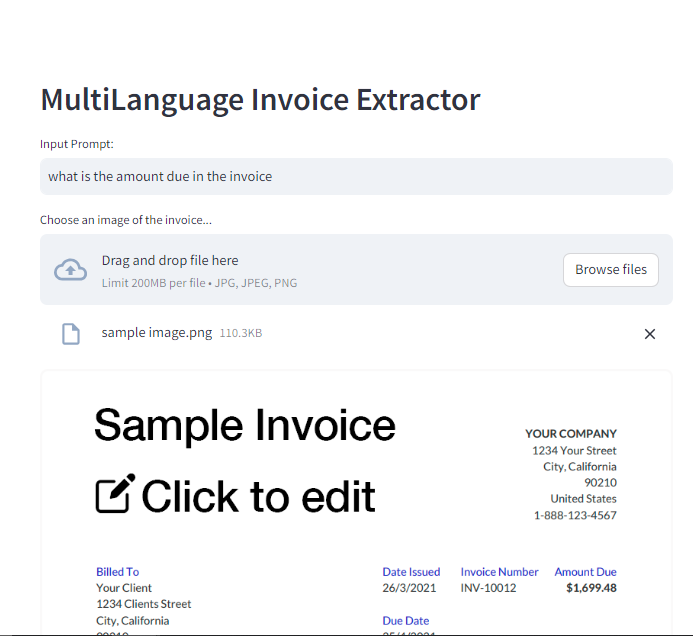 MultiLanguage Invoice Extractor
Input Prompt:
what is the amount due in the invoice
Choose an image of the invoice...
Drag and drop file here
Limit 200MB per file • JPG, JPEG, PNG
Browse files
sample image.png 110.3KB
Sample Invoice
Click to edit
YOUR COMPANY
1234 Your Street
City, California
90210
United States
1-888-123-4567
Billed To
Your Client
1234 Clients Street
City, California
Date Issued
26/3/2021
Invoice Number
INV-10012
Amount Due
$1,699.48
Due Date